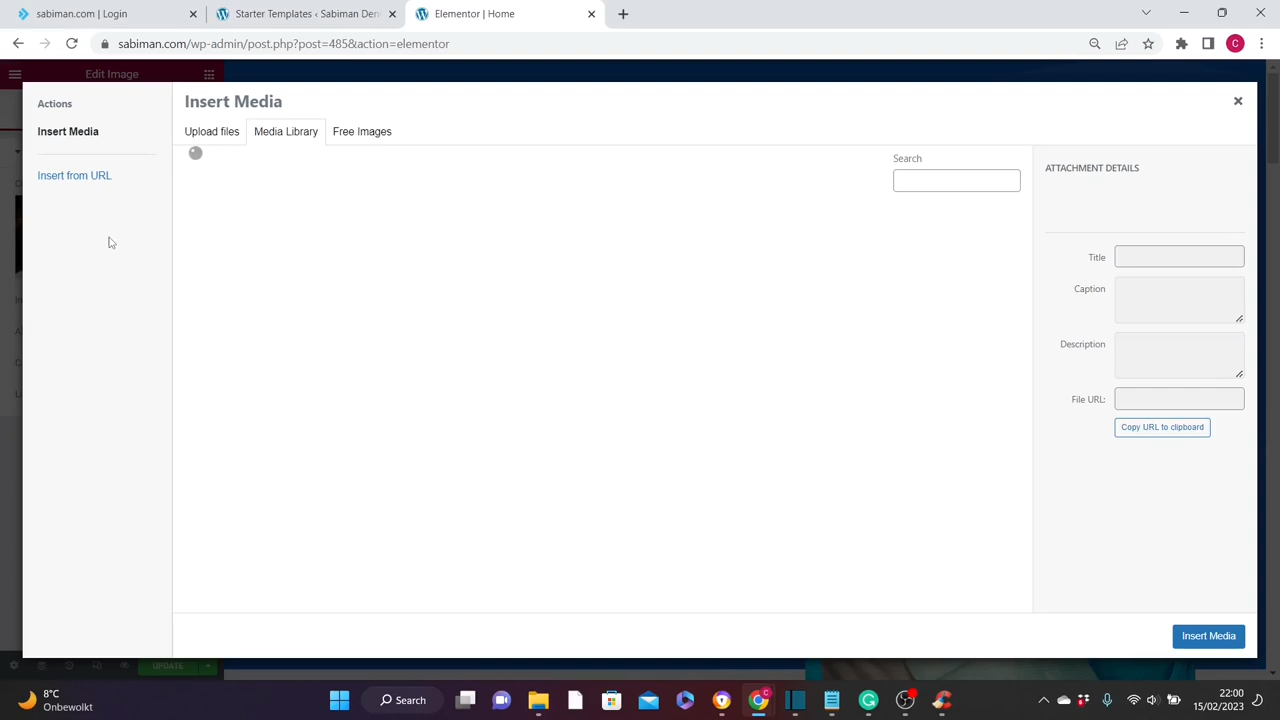 sabiman.com | Login
Starter Templates ‹ Sabiman Den
Elementor | Home
sabiman.com/wp-admin/post.php?post=485&action=elementor
C
Edit Image
Actions
Insert Media
Insert from URL
Insert Media
Upload files
Media Library
Free Images
Search
ATTACHMENT DETAILS
Title
Caption
Description
File URL:
Copy URL to clipboard
Insert Media
UPDATE
8°C
Onbewolkt
Search
22:00
15/02/2023